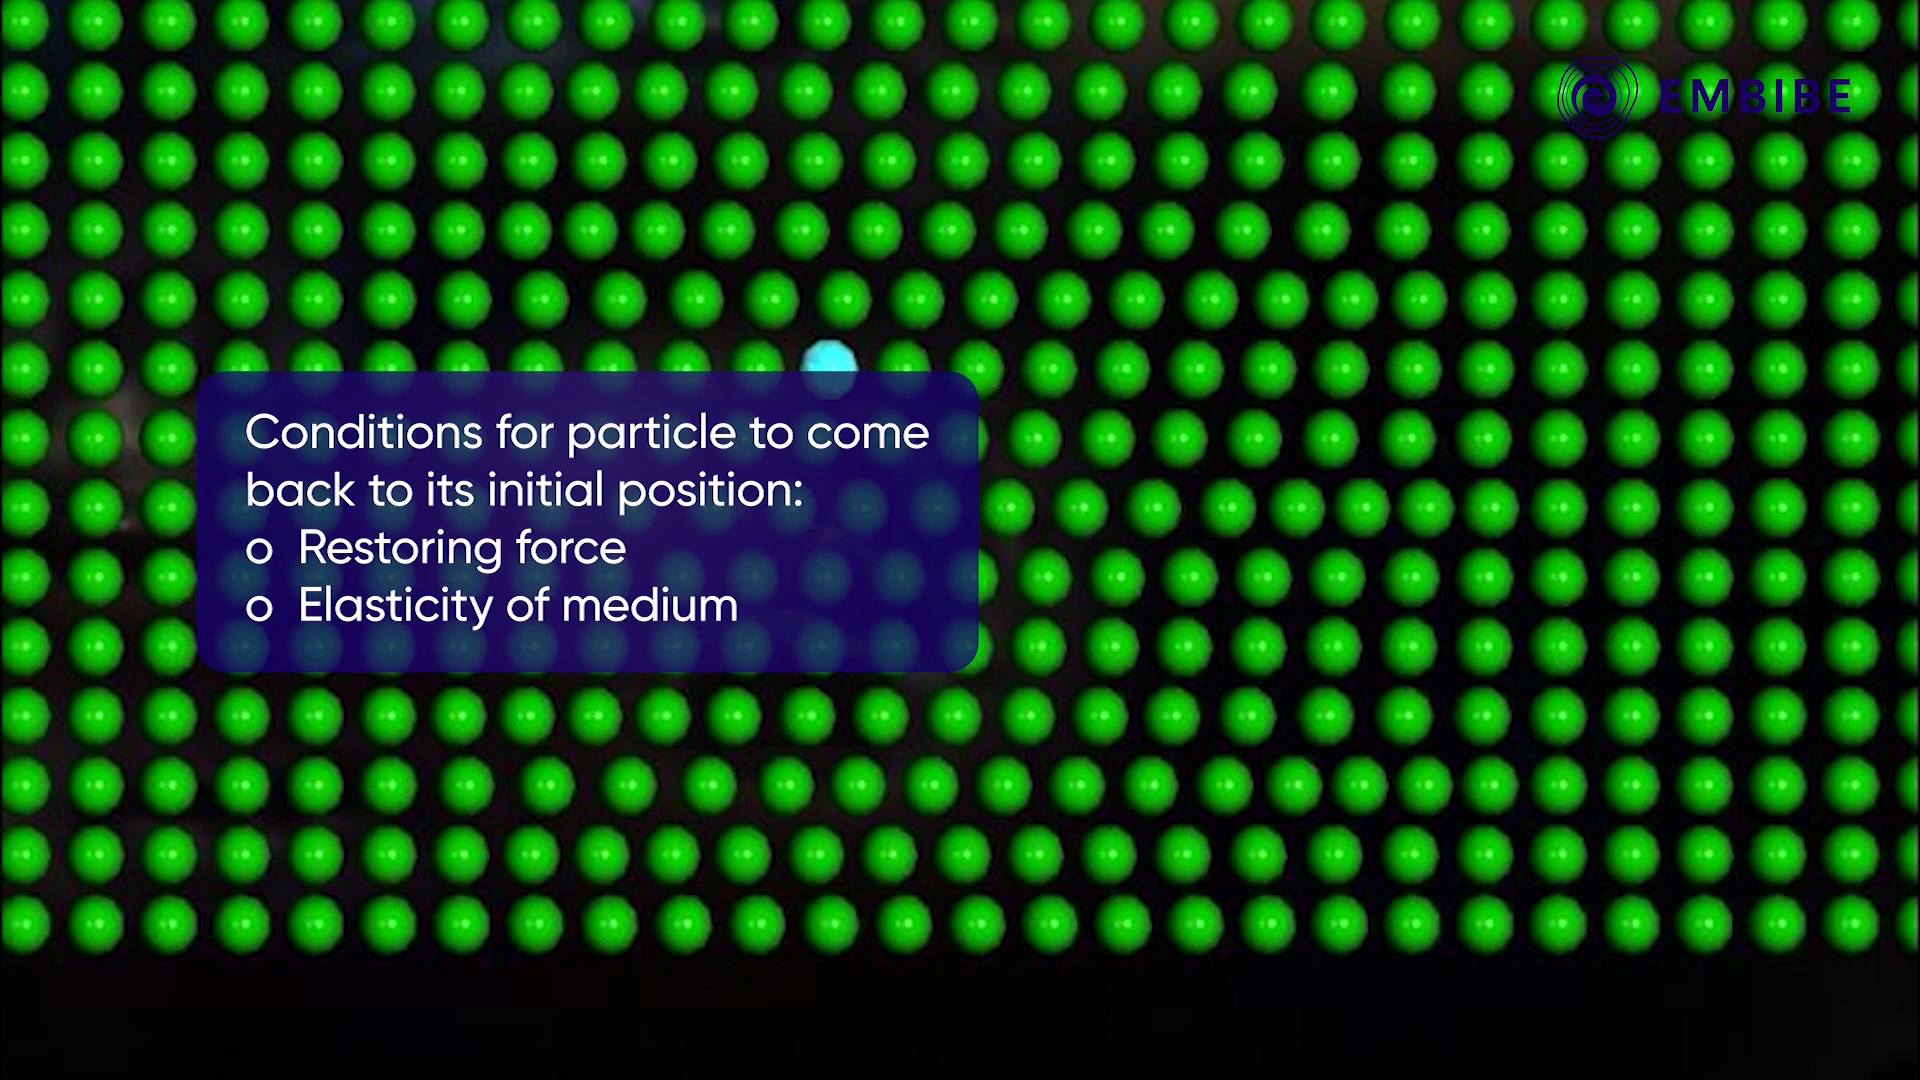 EMBIBE
Conditions for particle to come
back to its initial position:
o Restoring force
o Elasticity of medium